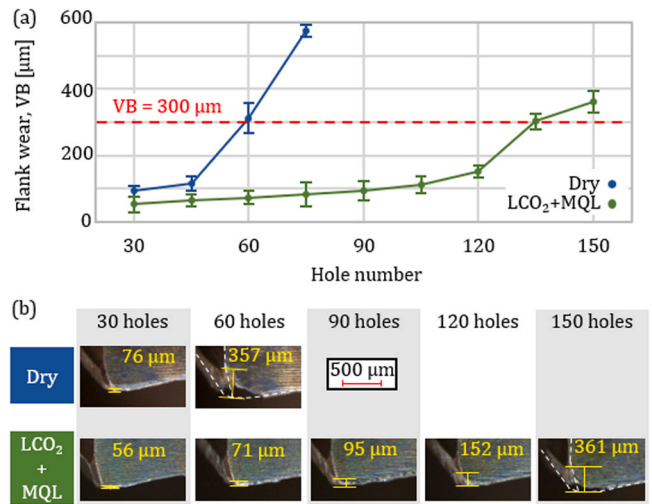 (a)
600
400
200
0
Flank wear, VB [μm]
VB = 300 μm
Dry
LCO₂+MQL
30
60
90
120
150
Hole number
(b)
30 holes
60 holes
90 holes
120 holes
150 holes
Dry
76 μm
357 μm
500 μm
LCO₂
+
MQL
56 μm
71 μm
95 μm
152 μm
361 μm